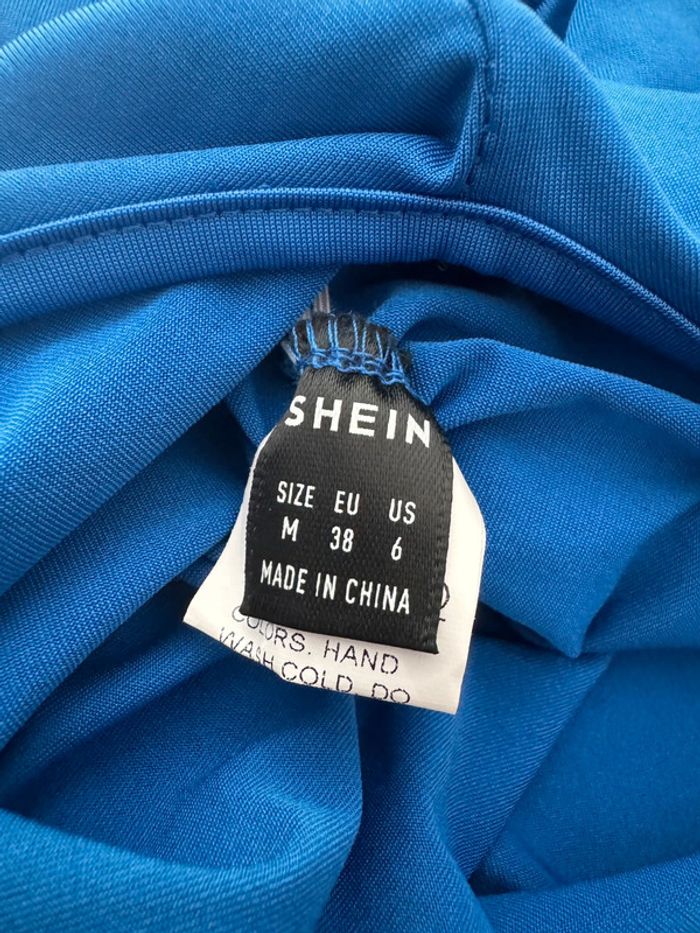 SHEIN
SIZE EU US
M 38 6
MADE IN CHINA
COLORS. HAND
WASH COLD. DO